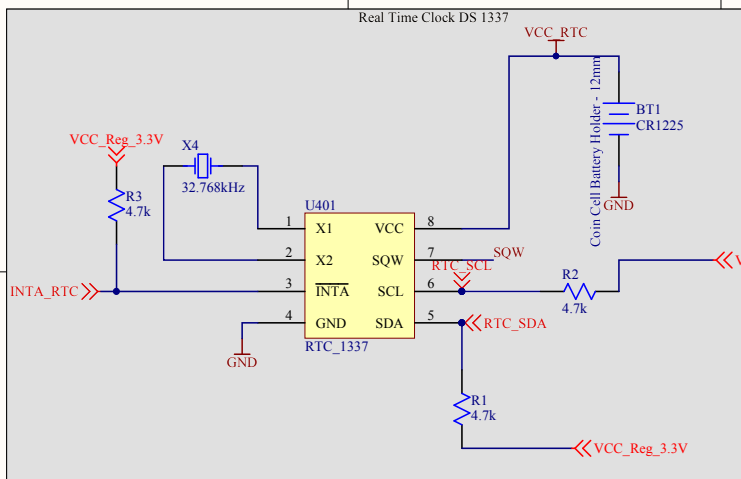 Real Time Clock DS 1337
VCC_RTC
Coin Cell Battery Holder - 12mm
BT1
CR1225
GND
VCC_Reg_3.3V
R3
4.7k
X4
32.768kHz
U401
1 X1 VCC 8
2 X2 SQW 7 SQW
RTC_SCL
INTA_RTC 3 INTA SCL 6
R2
4.7k
V
4 GND SDA 5 RTC_SDA
GND
RTC_1337
R1
4.7k
VCC_Reg_3.3V